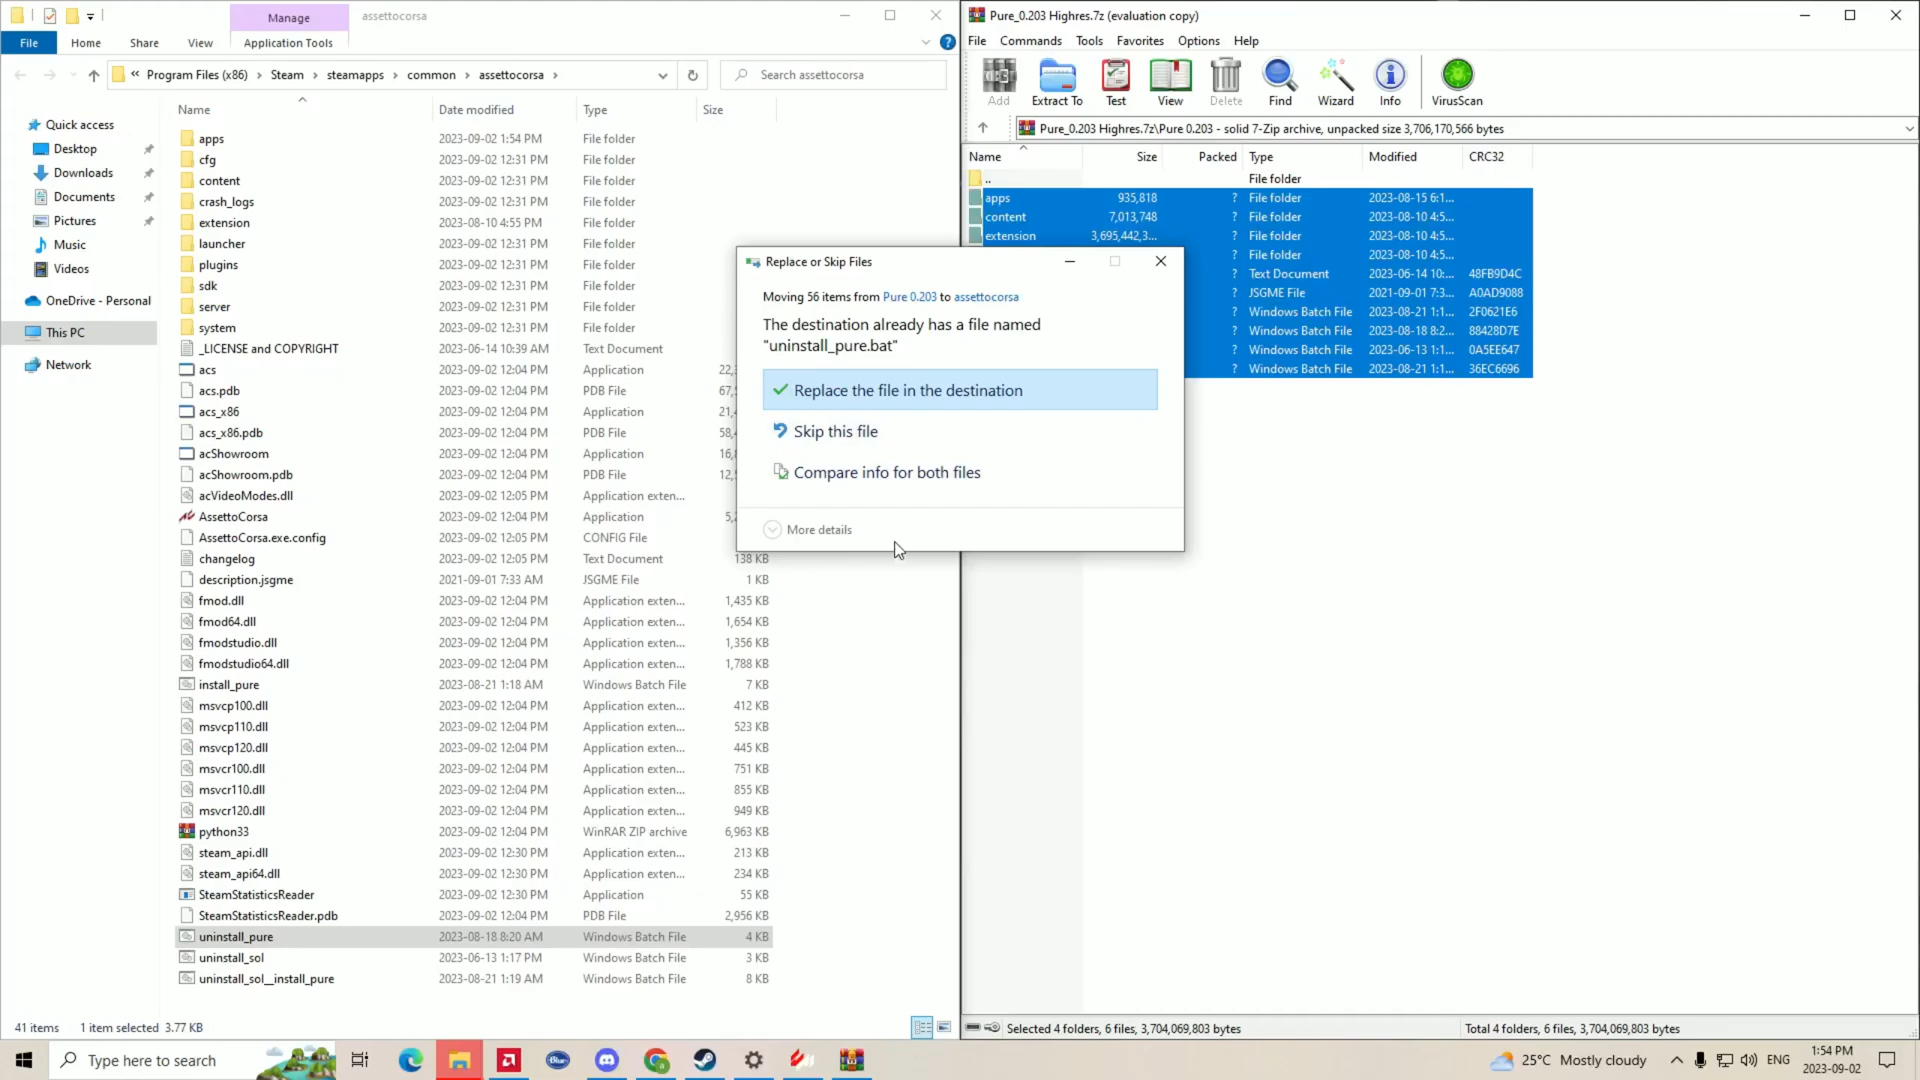 Manage
assettocorsa
File
Home
Share
View
Application Tools
« Program Files (x86) > Steam > steamapps > common > assettocorsa >
Search assettocorsa
Name
Date modified
Type
Size
Quick access
Desktop
Downloads
Documents
Pictures
Music
Videos
OneDrive - Personal
This PC
Network
apps 2023-09-02 1:54 PM File folder
cfg 2023-09-02 12:31 PM File folder
content 2023-09-02 12:31 PM File folder
crash_logs 2023-09-02 12:31 PM File folder
extension 2023-08-10 4:55 PM File folder
launcher 2023-09-02 12:31 PM File folder
plugins 2023-09-02 12:31 PM File folder
sdk 2023-09-02 12:31 PM File folder
server 2023-09-02 12:31 PM File folder
system 2023-09-02 12:31 PM File folder
_LICENSE and COPYRIGHT 2023-06-14 10:39 AM Text Document
acs 2023-09-02 12:04 PM Application 22,
acs.pdb 2023-09-02 12:04 PM PDB File 67,
acs_x86 2023-09-02 12:04 PM Application 21,
acs_x86.pdb 2023-09-02 12:04 PM PDB File 58,
acShowroom 2023-09-02 12:04 PM Application 16,
acShowroom.pdb 2023-09-02 12:04 PM PDB File 12,
acVideoModes.dll 2023-09-02 12:05 PM Application exten...
AssettoCorsa 2023-09-02 12:04 PM Application 5,
AssettoCorsa.exe.config 2023-09-02 12:05 PM CONFIG File
changelog 2023-09-02 12:05 PM Text Document 138 KB
description.jsgme 2021-09-01 7:33 AM JSGME File 1 KB
fmod.dll 2023-09-02 12:04 PM Application exten... 1,435 KB
fmod64.dll 2023-09-02 12:04 PM Application exten... 1,654 KB
fmodstudio.dll 2023-09-02 12:04 PM Application exten... 1,356 KB
fmodstudio64.dll 2023-09-02 12:04 PM Application exten... 1,788 KB
install_pure 2023-08-21 1:18 AM Windows Batch File 7 KB
msvcp100.dll 2023-09-02 12:04 PM Application exten... 412 KB
msvcp110.dll 2023-09-02 12:04 PM Application exten... 523 KB
msvcp120.dll 2023-09-02 12:04 PM Application exten... 445 KB
msvcr100.dll 2023-09-02 12:04 PM Application exten... 751 KB
msvcr110.dll 2023-09-02 12:04 PM Application exten... 855 KB
msvcr120.dll 2023-09-02 12:04 PM Application exten... 949 KB
python33 2023-09-02 12:04 PM WinRAR ZIP archive 6,963 KB
steam_api.dll 2023-09-02 12:30 PM Application exten... 213 KB
steam_api64.dll 2023-09-02 12:30 PM Application exten... 234 KB
SteamStatisticsReader 2023-09-02 12:30 PM Application 55 KB
SteamStatisticsReader.pdb 2023-09-02 12:04 PM PDB File 2,956 KB
uninstall_pure 2023-08-18 8:20 AM Windows Batch File 4 KB
uninstall_sol 2023-06-13 1:17 PM Windows Batch File 3 KB
uninstall_sol__install_pure 2023-08-21 1:19 AM Windows Batch File 8 KB
41 items 1 item selected 3.77 KB
Pure_0.203 Highres.7z (evaluation copy)
File Commands Tools Favorites Options Help
Add Extract To Test View Delete Find Wizard Info VirusScan
Pure_0.203 Highres.7z\Pure 0.203 - solid 7-Zip archive, unpacked size 3,706,170,566 bytes
Name Size Packed Type Modified CRC32
.. File folder
apps 935,818 ? File folder 2023-08-15 6:1...
content 7,013,748 ? File folder 2023-08-10 4:5...
extension 3,695,442,3... ? File folder 2023-08-10 4:5...
? File folder 2023-08-10 4:5...
? Text Document 2023-06-14 10:... 48FB9D4C
? JSGME File 2021-09-01 7:3... A0AD9088
? Windows Batch File 2023-08-21 1:1... 2F0621E6
? Windows Batch File 2023-08-18 8:2... 88428D7E
? Windows Batch File 2023-06-13 1:1... 0A5EE647
? Windows Batch File 2023-08-21 1:1... 36EC6696
Replace or Skip Files
Moving 56 items from Pure 0.203 to assettocorsa
The destination already has a file named
"uninstall_pure.bat"
Replace the file in the destination
Skip this file
Compare info for both files
More details
Selected 4 folders, 6 files, 3,704,069,803 bytes
Total 4 folders, 6 files, 3,704,069,803 bytes
Type here to search
25°C Mostly cloudy
ENG
1:54 PM
2023-09-02